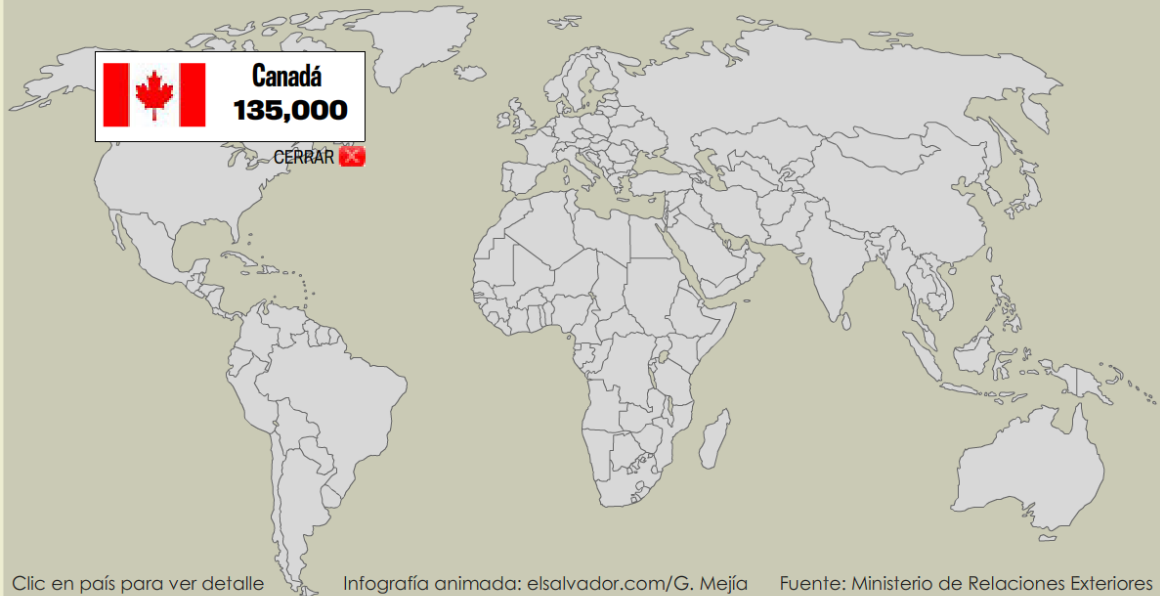 Canadá
135,000
CERRAR
Clic en país para ver detalle
Infografía animada: elsalvador.com/G. Mejía
Fuente: Ministerio de Relaciones Exteriores